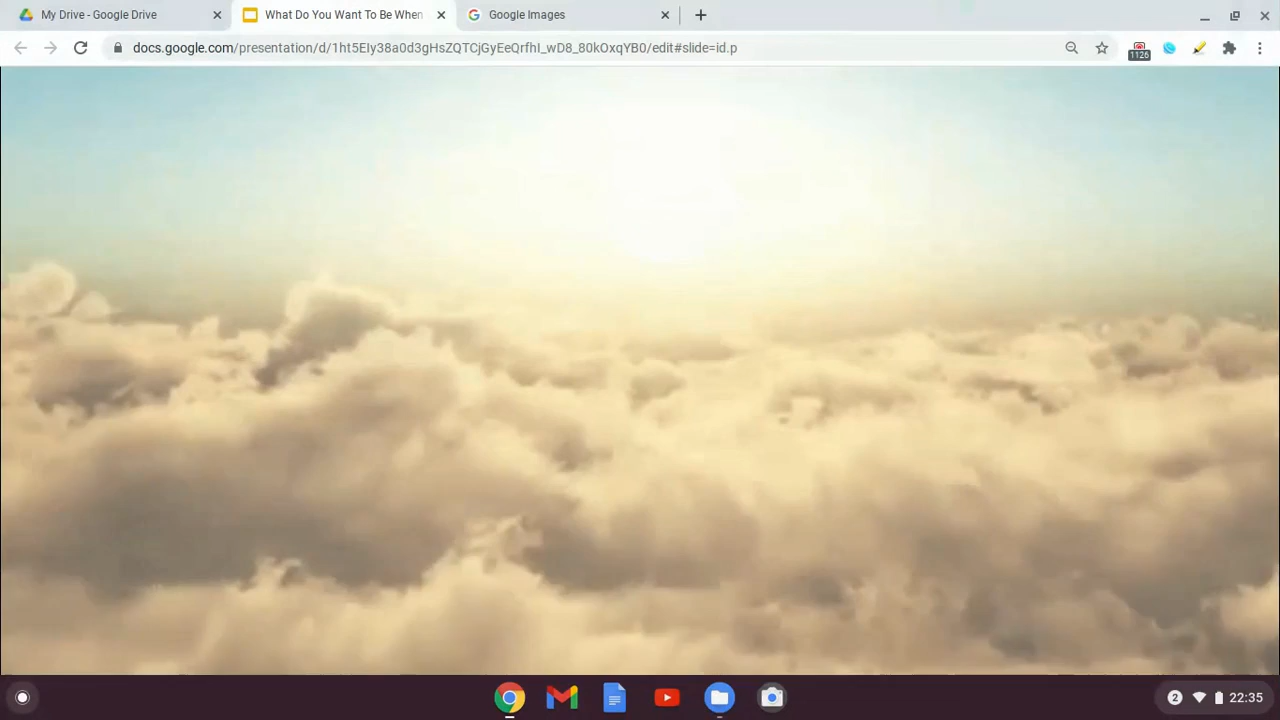 My Drive - Google Drive
What Do You Want To Be When
Google Images
docs.google.com/presentation/d/1ht5EIy38a0d3gHsZQTCjGyEeQrfhI_wD8_80kOxqYB0/edit#slide=id.p
1126
2
22:35